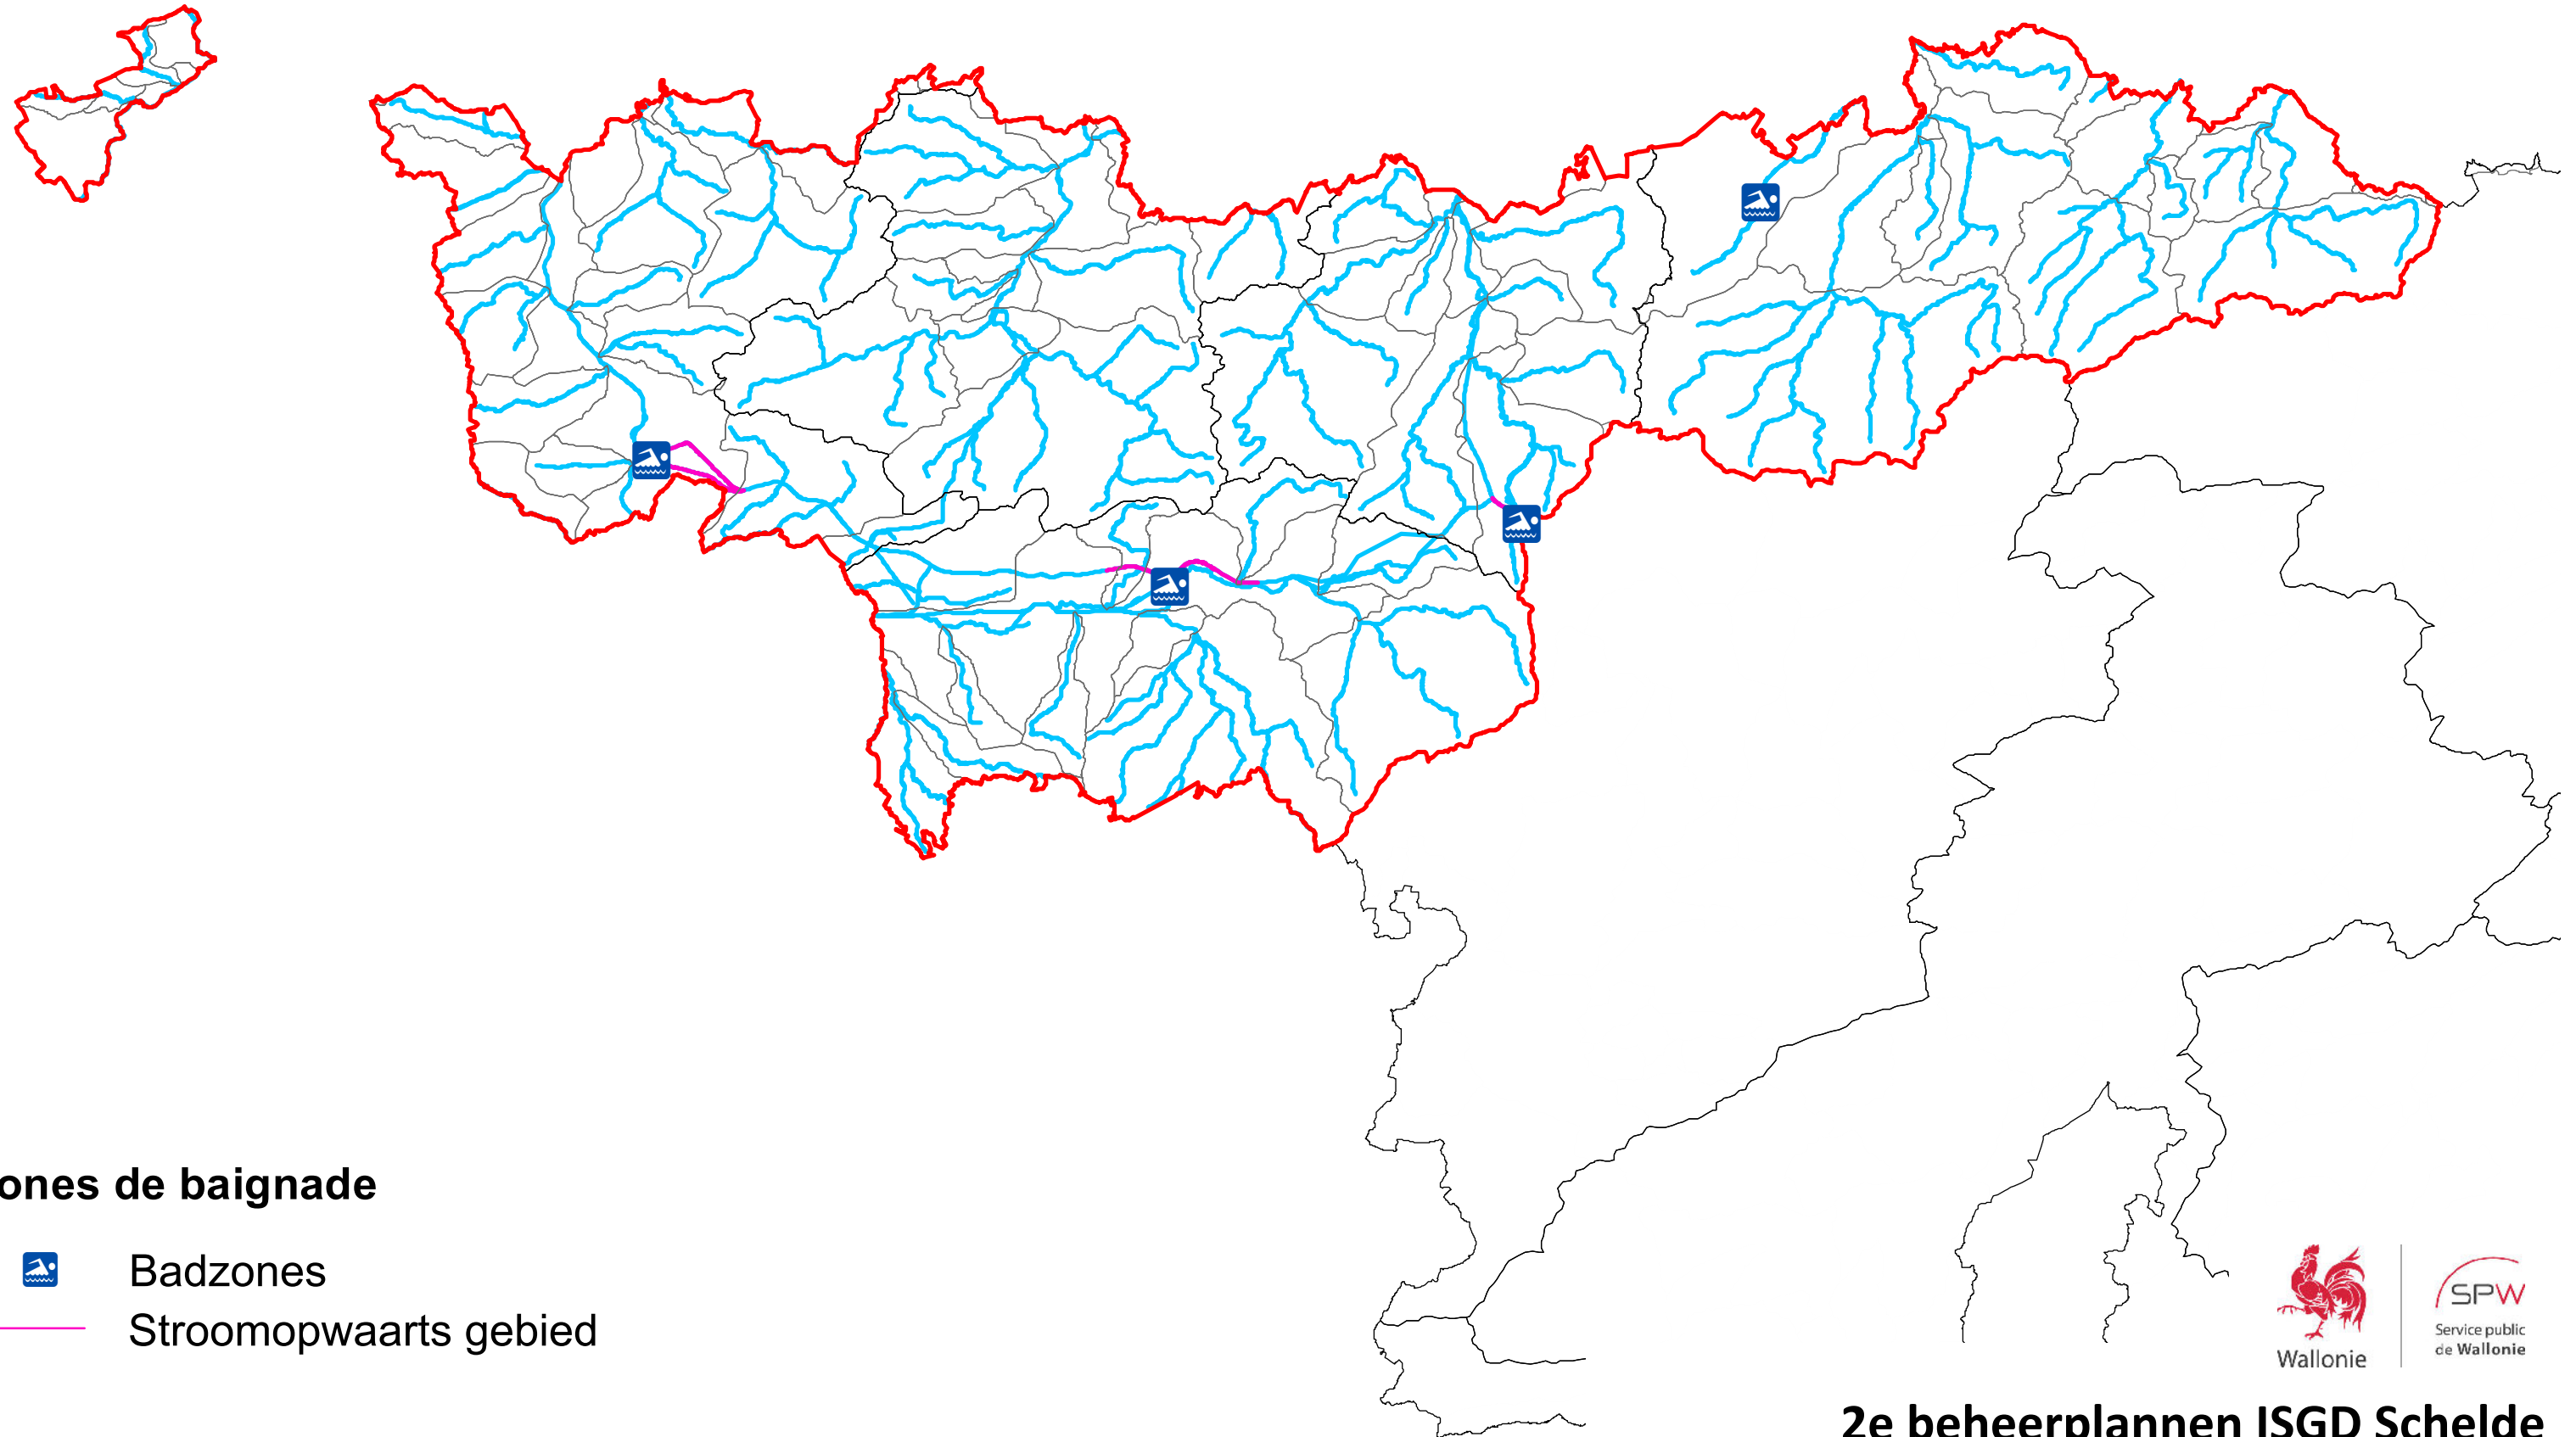 ones de baignade
Badzones
Stroomopwaarts gebied
Wallonie
SPW
Service public
de Wallonie
2e beheerplannen ISGD Schelde